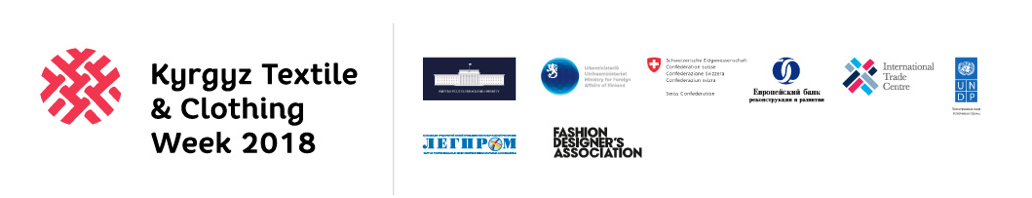 Kyrgyz Textile
& Clothing
Week 2018
Ulkoministeriö
Utrikesministeriet
Ministry for Foreign
Affairs of Finland
Schweizerische Eidgenossenschaft
Confédération suisse
Confederazione Svizzera
Confederaziun svizra
Swiss Confederation
Европейский банк
реконструкции и развития
International
Trade
Centre
U N
D P
ЛЕГПРОМ
FASHION
DESIGNER'S
ASSOCIATION